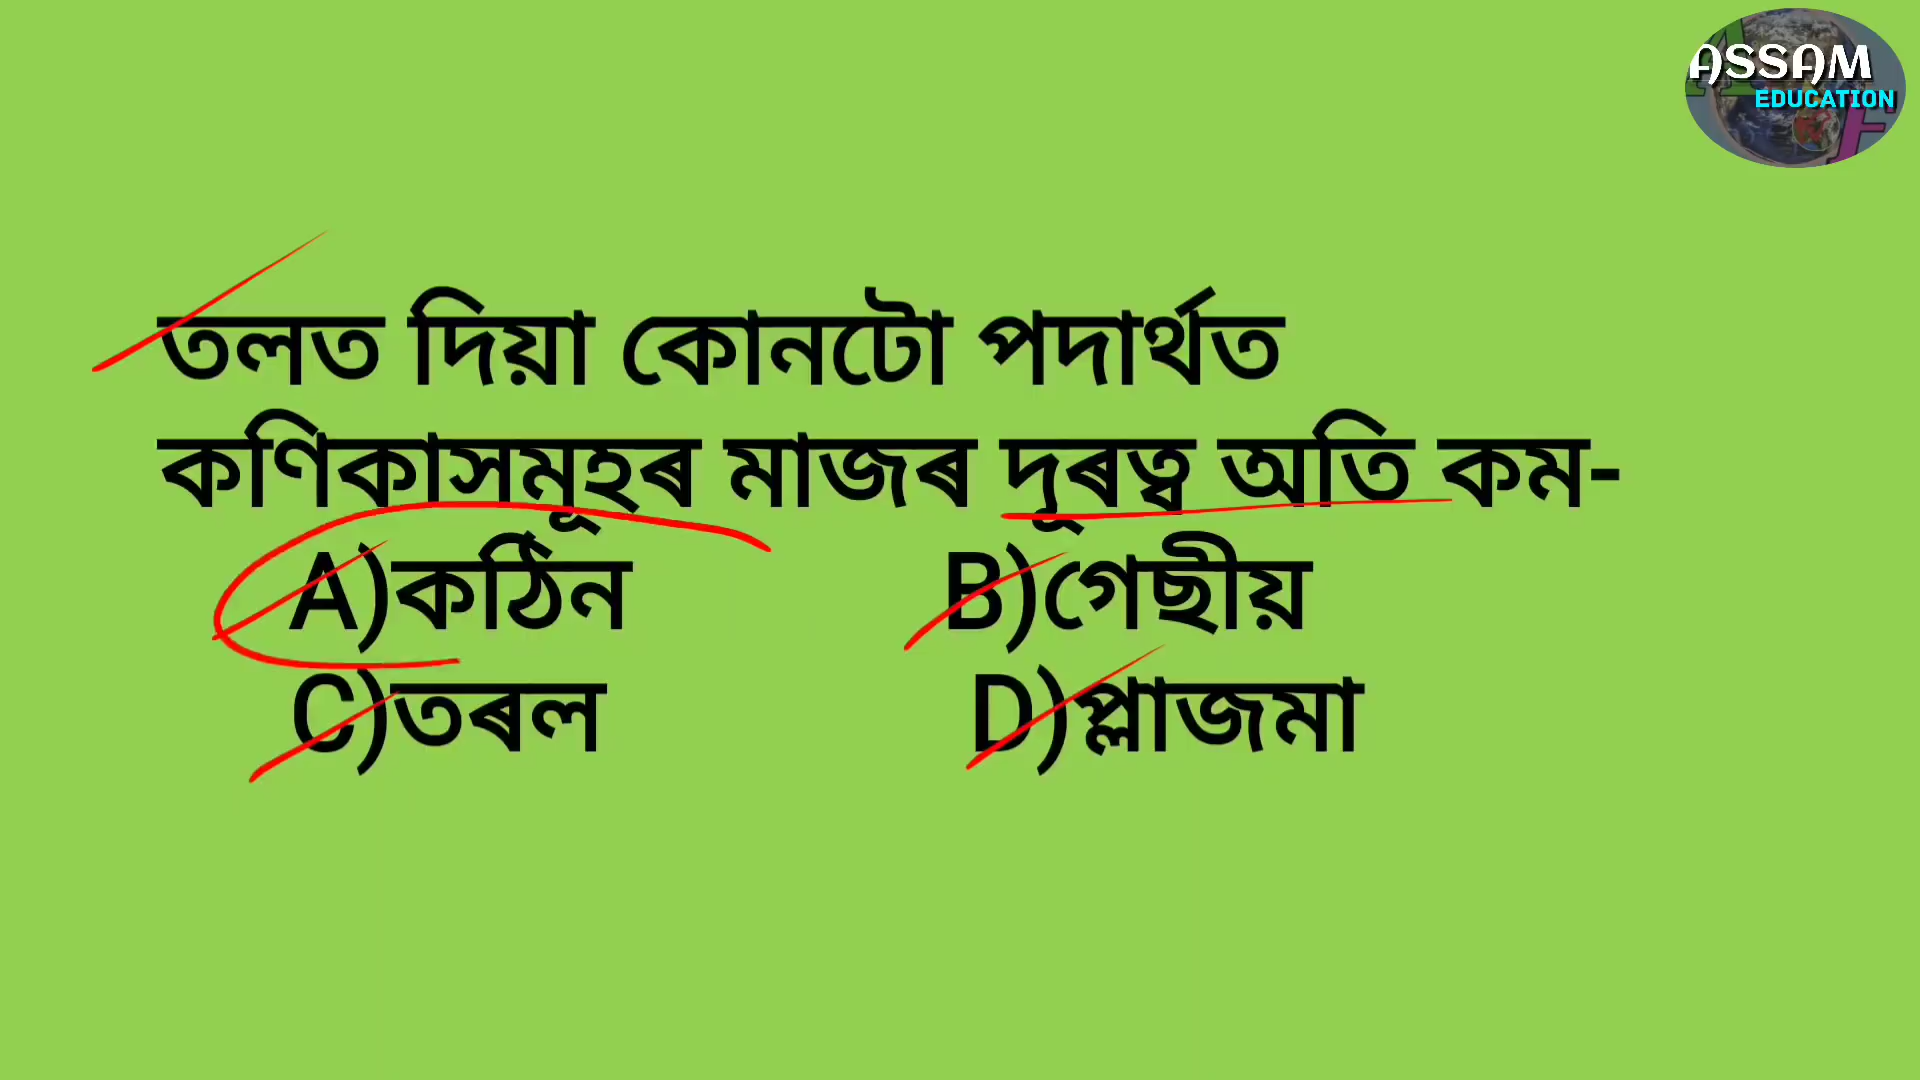 ASSAM
EDUCATION
তলত দিয়া কোনটো পদাৰ্থত
কণিকাসমূহৰ মাজৰ দূৰত্ব অতি কম-
A)কঠিন B)গেছীয়
C)তৰল D)প্লাজমা